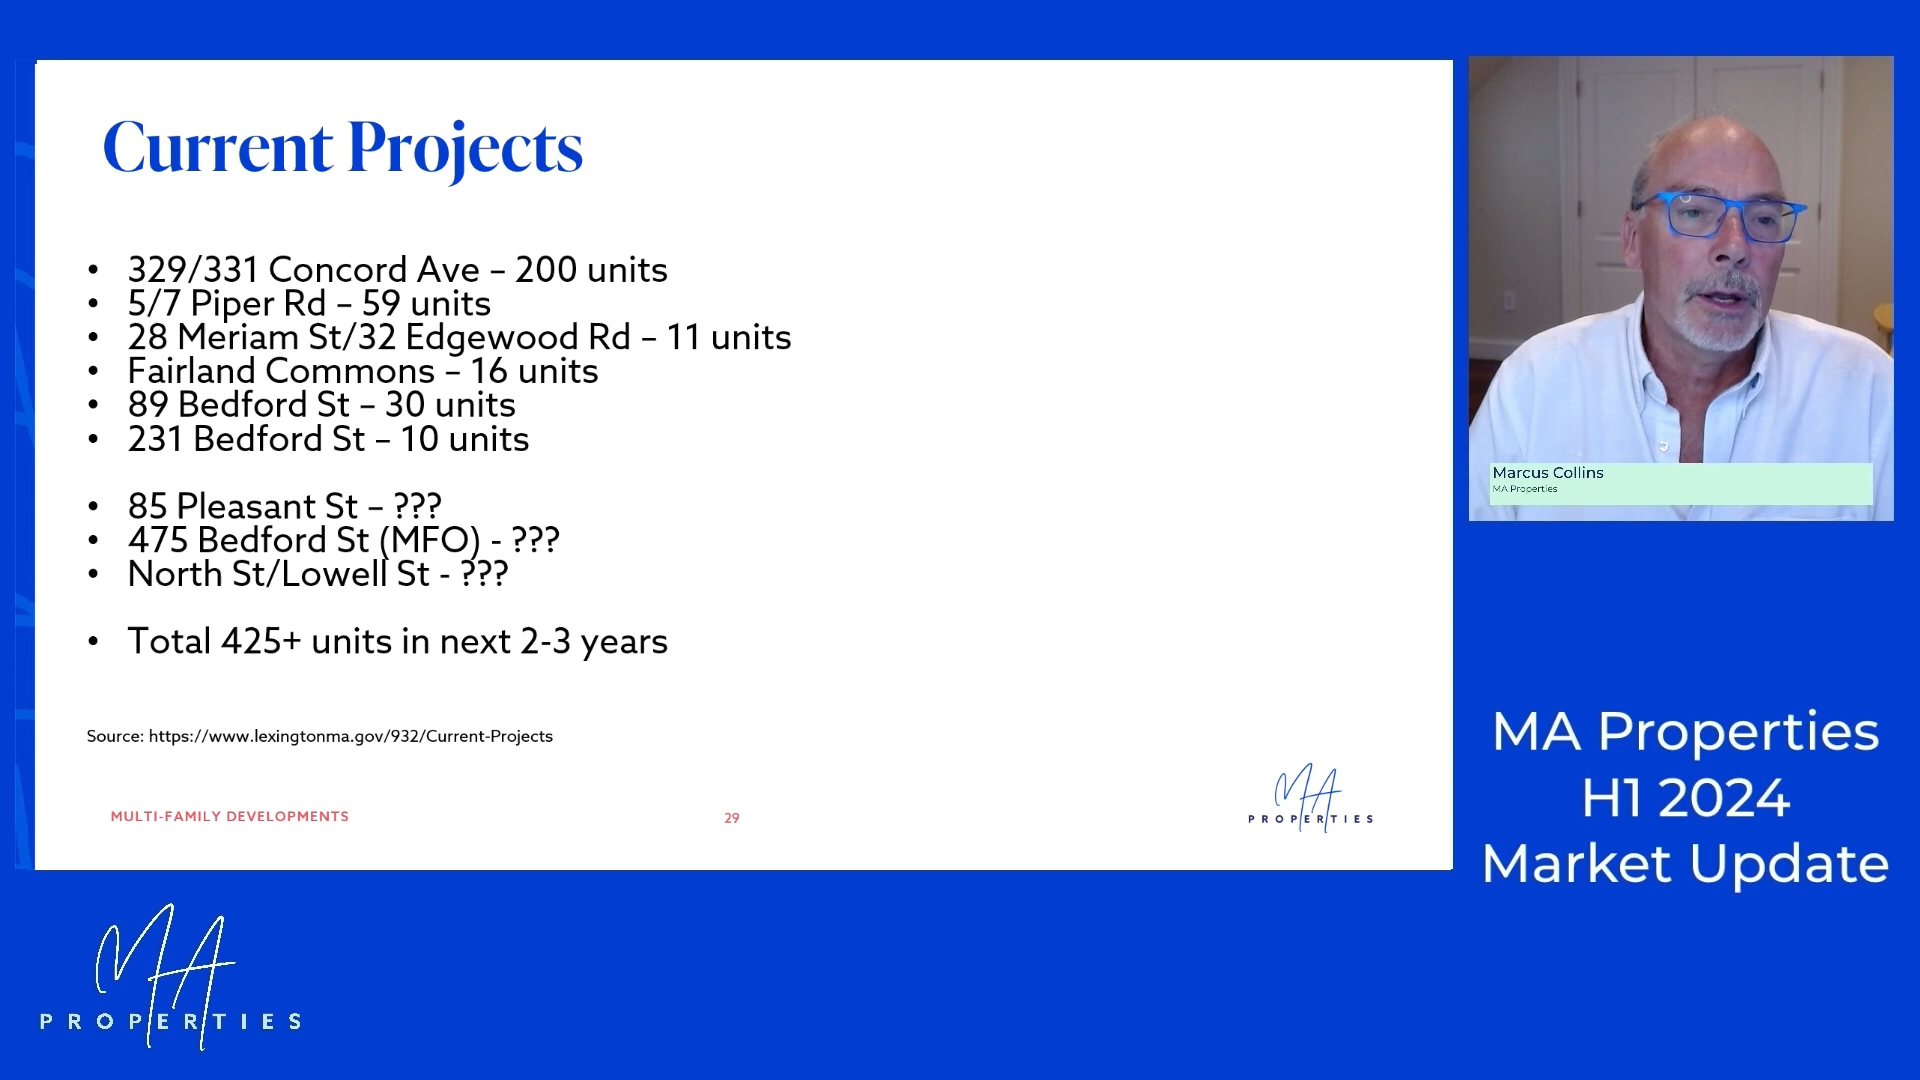 Current Projects
• 329/331 Concord Ave – 200 units
• 5/7 Piper Rd – 59 units
• 28 Meriam St/32 Edgewood Rd – 11 units
• Fairland Commons – 16 units
• 89 Bedford St – 30 units
• 231 Bedford St – 10 units
• 85 Pleasant St – ???
• 475 Bedford St (MFO) - ???
• North St/Lowell St - ???
• Total 425+ units in next 2-3 years
Source: https://www.lexingtonma.gov/932/Current-Projects
MULTI-FAMILY DEVELOPMENTS
29
MA
PROPERTIES
Marcus Collins
MA Properties
MA Properties
H1 2024
Market Update
MA
PROPERTIES